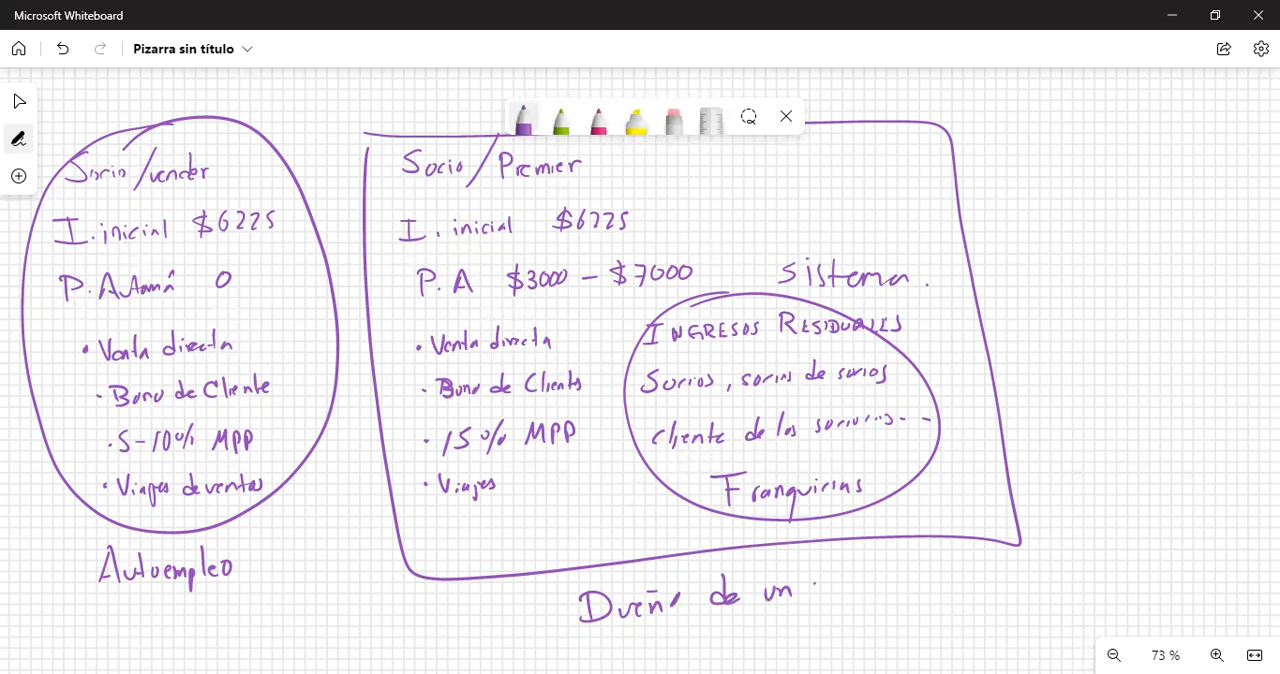 Microsoft Whiteboard
Pizarra sin título
Socio/vender
I. inicial $6225
P. Automá 0
• Venta directa
• Bono de Cliente
• 5-10% MPP
• Viajes de ventas
Autoempleo
Socio/Premier
I. inicial $6225
P. A $3000 - $7000
• Venta directa
• Bono de Cliente
• 15% MPP
• Viajes
Sistema.
INGRESOS RESIDUALES
Socios, socios de socios
cliente de los
Franquicias
Dueño de un
73 %